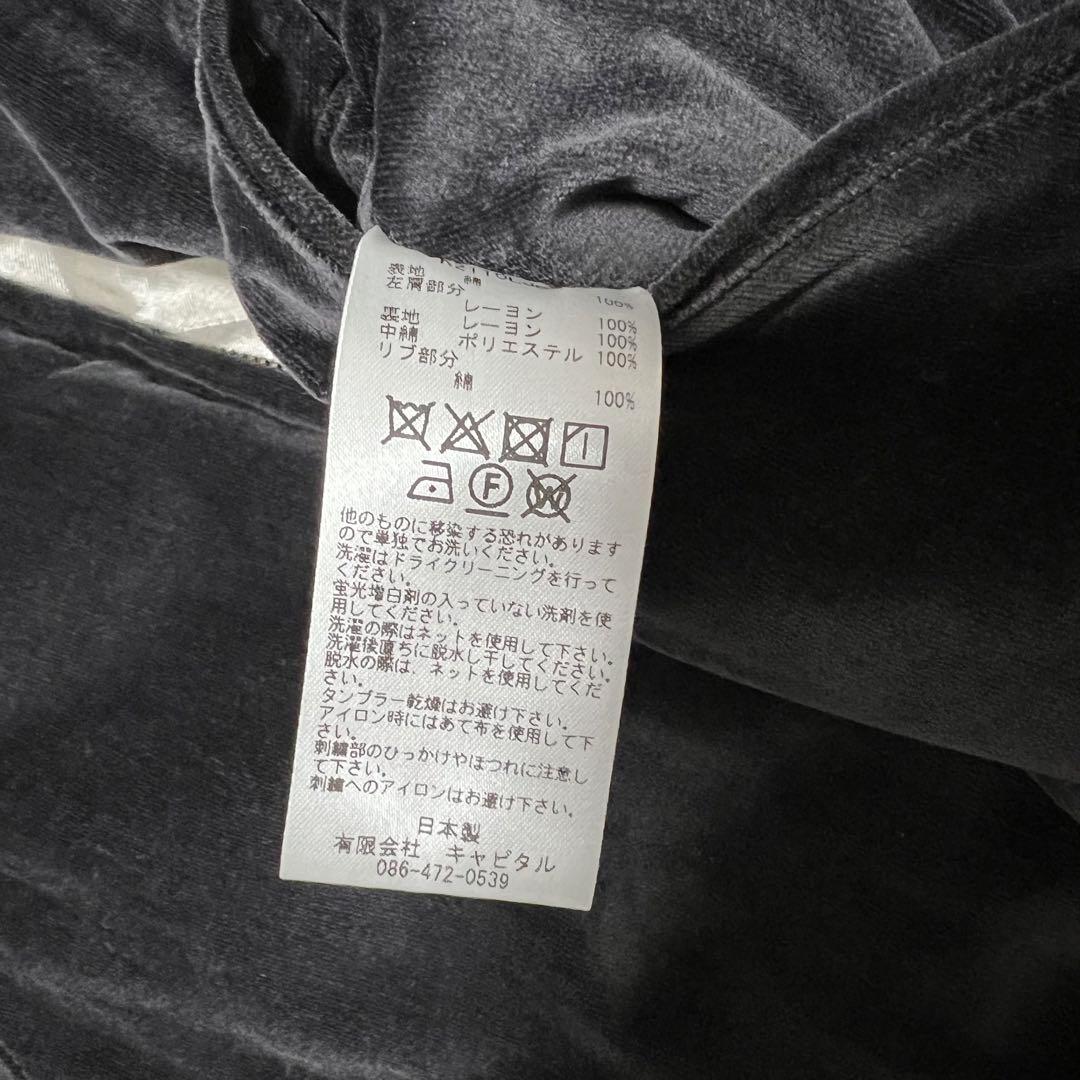 表地 綿 100%
左肩部分
レーヨン 100%
裏地 レーヨン 100%
中綿 ポリエステル 100%
リブ部分
綿 100%
F W
他のものに移染する恐れがあります
ので単独でお洗いください。
洗濯はドライクリーニングを行って
ください。
蛍光増白剤の入っていない洗剤を使
用してください。
洗濯の際はネットを使用して下さい。
洗濯後直ちに脱水し干してください。
脱水の際は、ネットを使用してくだ
さい。
タンブラー乾燥はお避け下さい。
アイロン時にはあて布を使用して下
さい。
刺繍部のひっかけやほつれに注意し
て下さい。
刺繍へのアイロンはお避け下さい。
日本製
有限会社 キャピタル
086-472-0539